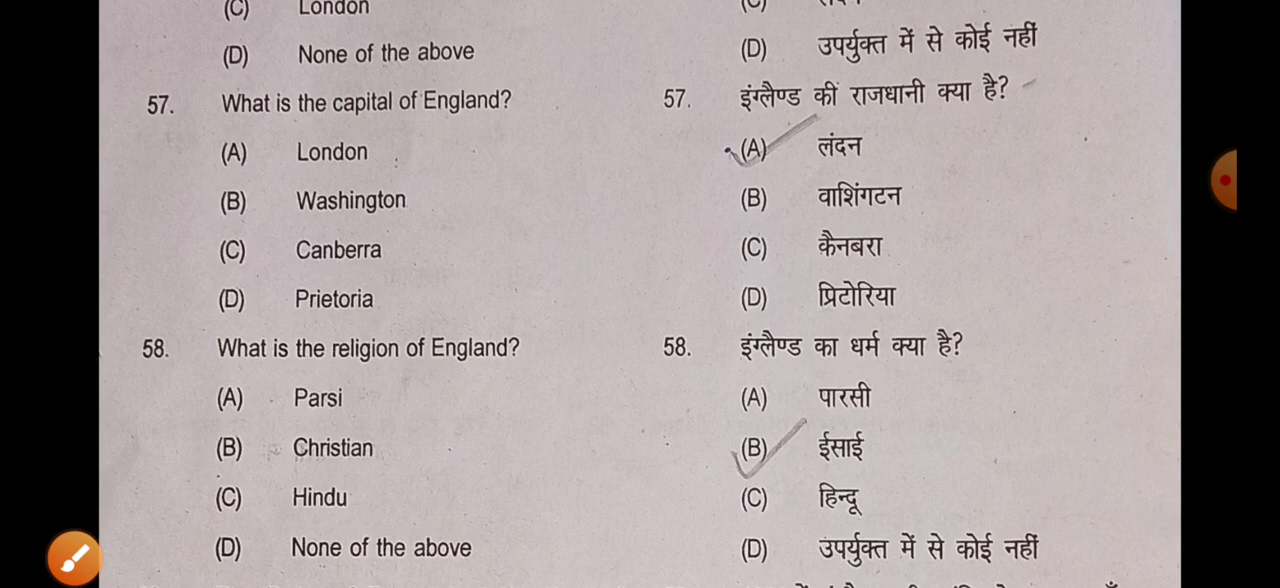 (C) London
(D) None of the above
57. What is the capital of England?
(A) London
(B) Washington
(C) Canberra
(D) Prietoria
58. What is the religion of England?
(A) Parsi
(B) Christian
(C) Hindu
(D) None of the above
(C)
(D) उपर्युक्त में से कोई नहीं
57. इंग्लैण्ड कीं राजधानी क्या है?
(A) लंदन
(B) वाशिंगटन
(C) कैनबरा
(D) प्रिटोरिया
58. इंग्लैण्ड का धर्म क्या है?
(A) पारसी
(B) ईसाई
(C) हिन्दू
(D) उपर्युक्त में से कोई नहीं